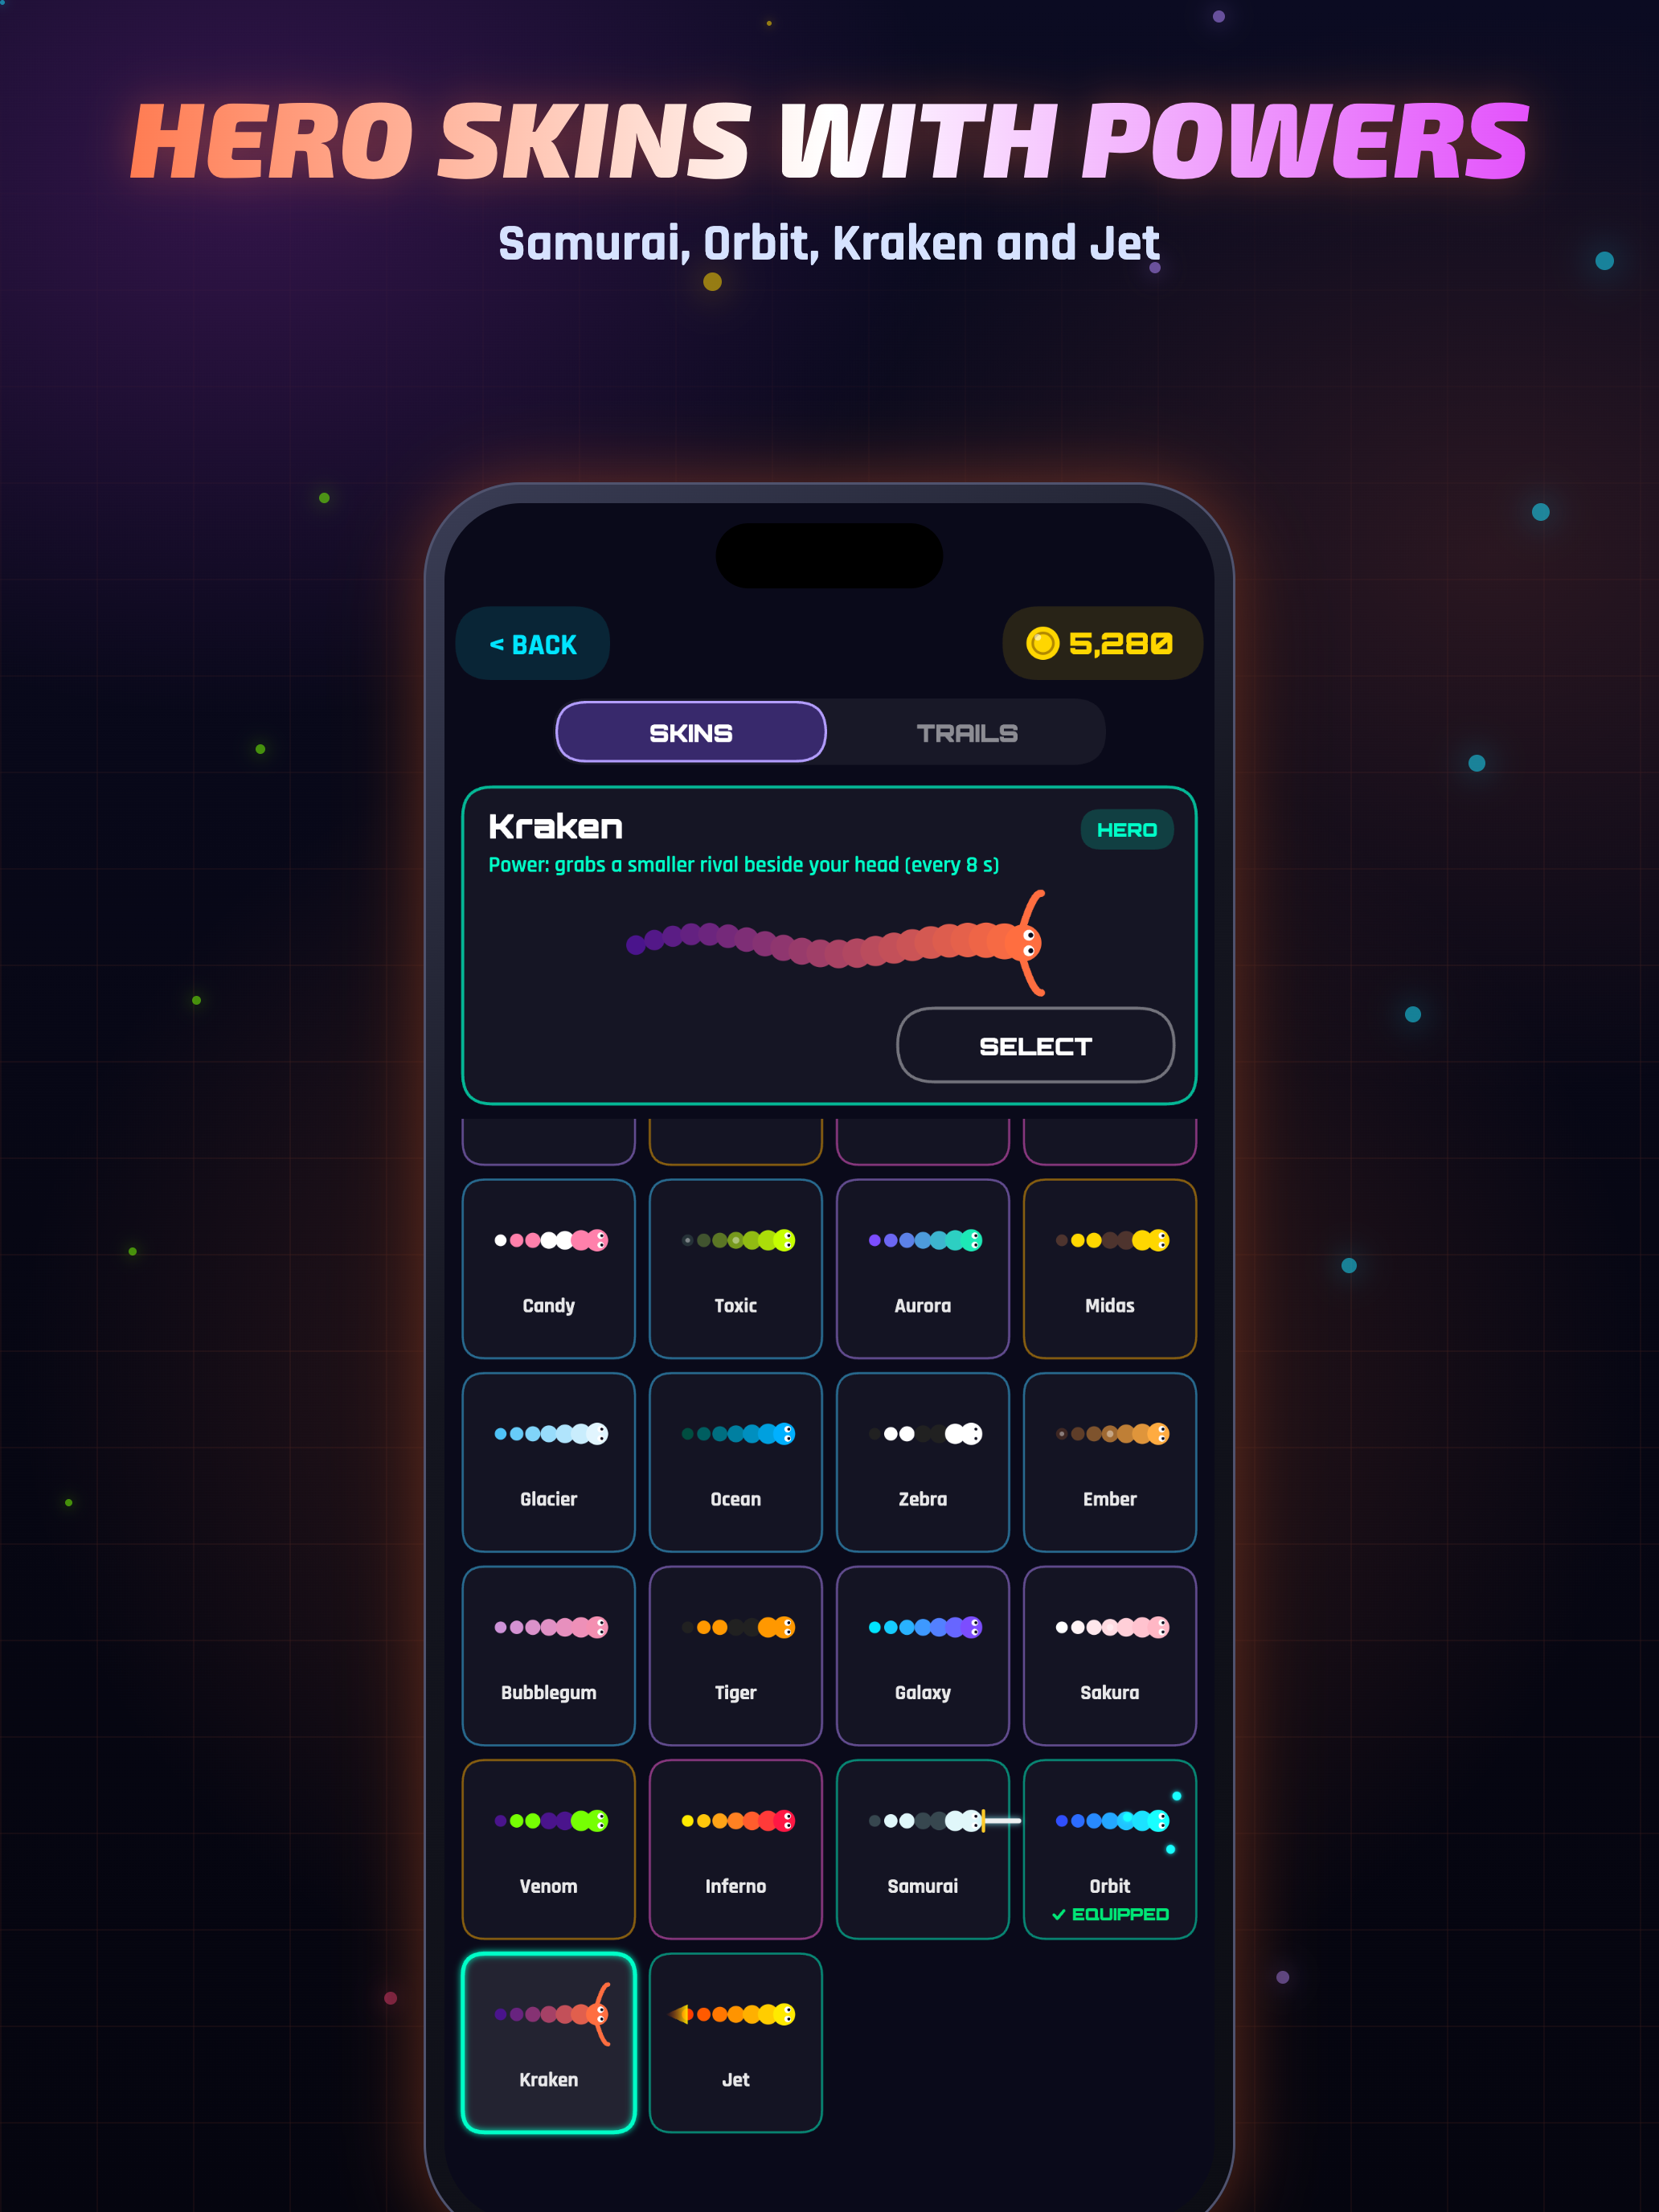 HERO SKINS WITH POWERS
Samurai, Orbit, Kraken and Jet
< BACK
5,280
SKINS
TRAILS
Kraken
HERO
Power: grabs a smaller rival beside your head (every 8 s)
SELECT
Candy
Toxic
Aurora
Midas
Glacier
Ocean
Zebra
Ember
Bubblegum
Tiger
Galaxy
Sakura
Venom
Inferno
Samurai
Orbit
✓ EQUIPPED
Kraken
Jet